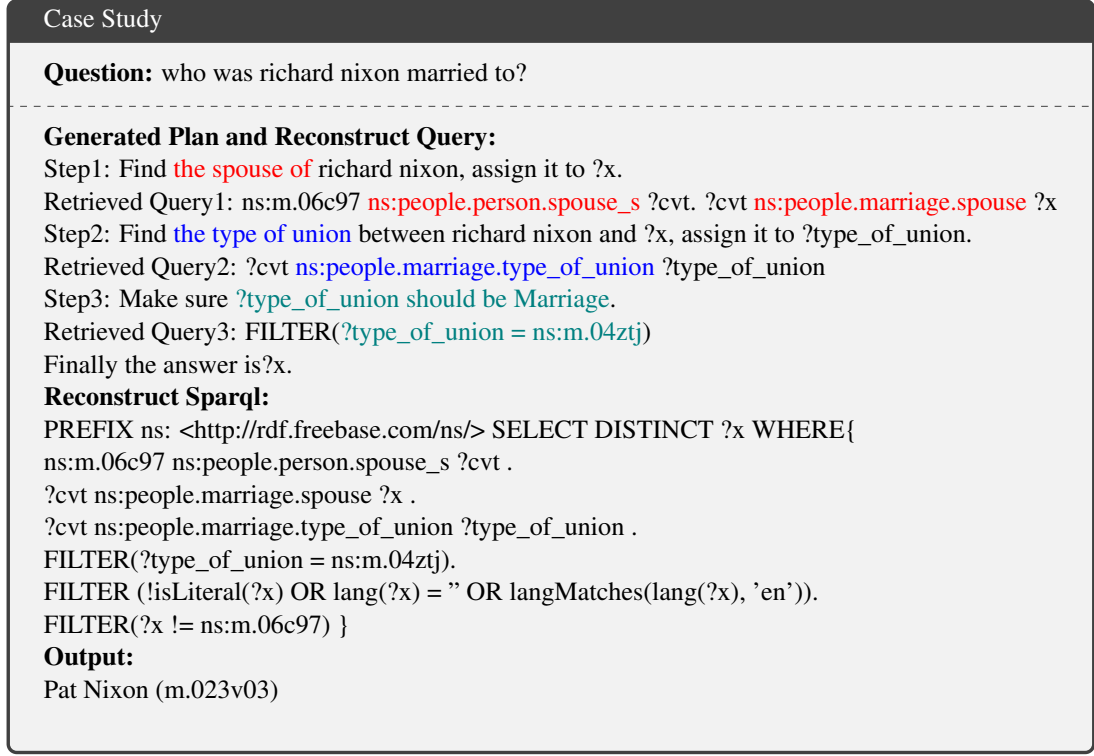 Case Study
Question: who was richard nixon married to?
Generated Plan and Reconstruct Query:
Step1: Find the spouse of richard nixon, assign it to ?x.
Retrieved Query1: ns:m.06c97 ns:people.person.spouse_s ?cvt. ?cvt ns:people.marriage.spouse ?x
Step2: Find the type of union between richard nixon and ?x, assign it to ?type_of_union.
Retrieved Query2: ?cvt ns:people.marriage.type_of_union ?type_of_union
Step3: Make sure ?type_of_union should be Marriage.
Retrieved Query3: FILTER(?type_of_union = ns:m.04ztj)
Finally the answer is?x.
Reconstruct Sparql:
PREFIX ns: <http://rdf.freebase.com/ns/> SELECT DISTINCT ?x WHERE{
ns:m.06c97 ns:people.person.spouse_s ?cvt .
?cvt ns:people.marriage.spouse ?x .
?cvt ns:people.marriage.type_of_union ?type_of_union .
FILTER(?type_of_union = ns:m.04ztj).
FILTER (!isLiteral(?x) OR lang(?x) = ” OR langMatches(lang(?x), ’en’)).
FILTER(?x != ns:m.06c97) }
Output:
Pat Nixon (m.023v03)